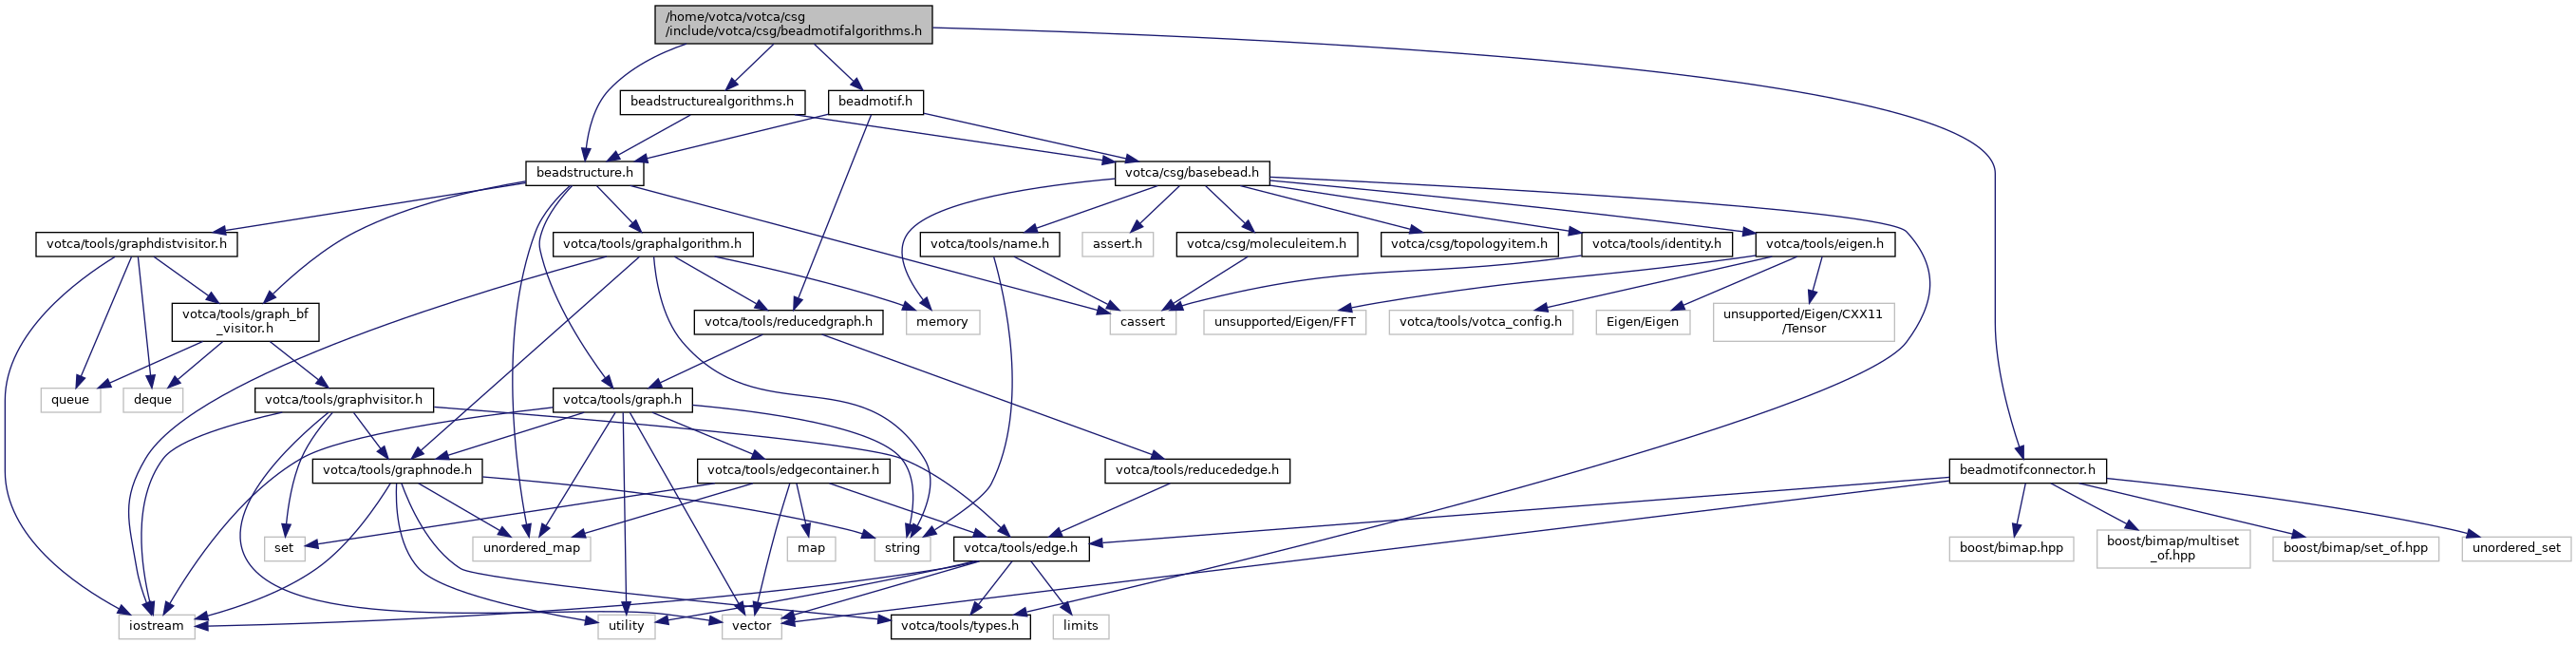 /home/votca/votca/csg
/include/votca/csg/beadmotifalgorithms.h
beadstructurealgorithms.h
beadmotif.h
beadstructure.h
votca/csg/basebead.h
votca/tools/graphdistvisitor.h
votca/tools/graphalgorithm.h
votca/tools/name.h
assert.h
votca/csg/moleculeitem.h
votca/csg/topologyitem.h
votca/tools/identity.h
votca/tools/eigen.h
votca/tools/graph_bf
_visitor.h
votca/tools/reducedgraph.h
memory
cassert
unsupported/Eigen/FFT
votca/tools/votca_config.h
Eigen/Eigen
unsupported/Eigen/CXX11
/Tensor
queue
deque
votca/tools/graphvisitor.h
votca/tools/graph.h
votca/tools/graphnode.h
votca/tools/edgecontainer.h
votca/tools/reducededge.h
beadmotifconnector.h
set
unordered_map
map
string
votca/tools/edge.h
boost/bimap.hpp
boost/bimap/multiset
_of.hpp
boost/bimap/set_of.hpp
unordered_set
iostream
utility
vector
votca/tools/types.h
limits